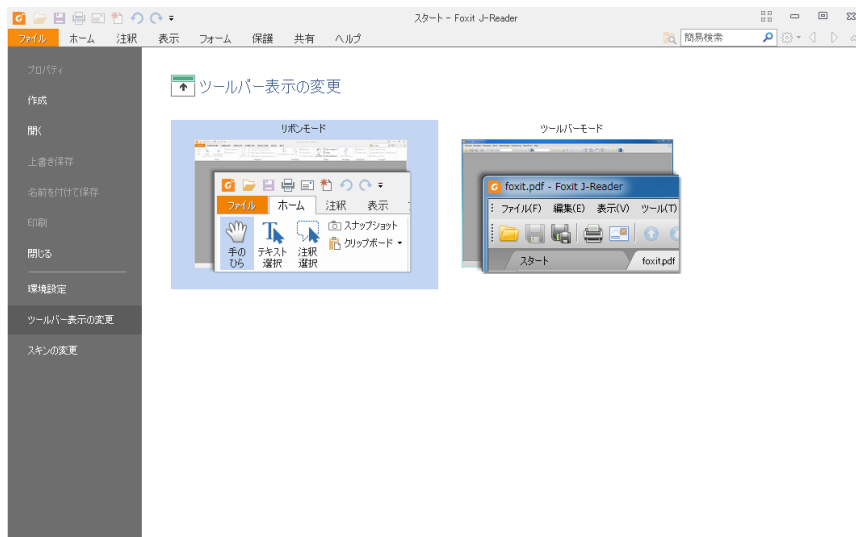 スタート - Foxit J-Reader
ファイル ホーム 注釈 表示 フォーム 保護 共有 ヘルプ
簡易検索
プロパティ
作成
開く
上書き保存
名前を付けて保存
印刷
閉じる
環境設定
ツールバー表示の変更
スキンの変更
ツールバー表示の変更
リボンモード
ファイル ホーム 注釈 表示
手の
ひら
テキスト
選択
注釈
選択
スナップショット
クリップボード
ツールバーモード
foxit.pdf - Foxit J-Reader
ファイル(F) 編集(E) 表示(V) ツール(T)
スタート
foxit.pdf